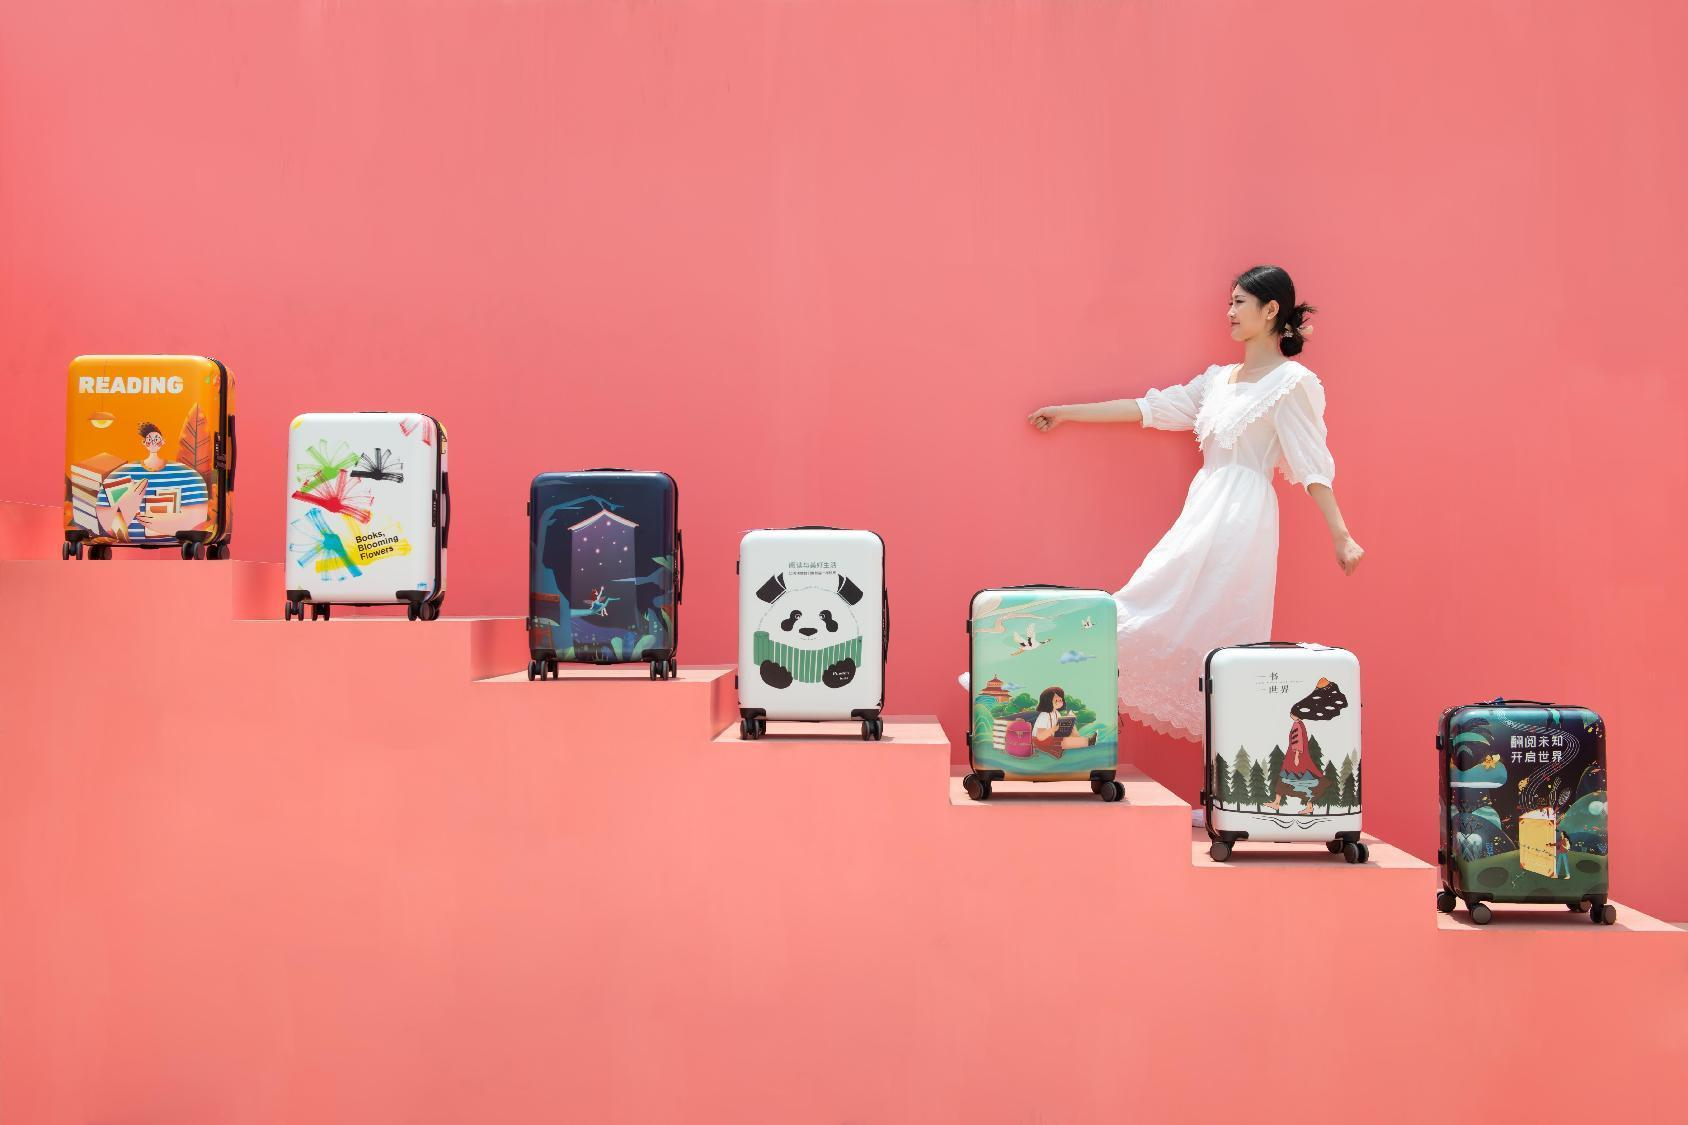 READING
Books,
Blooming
Flowers
阅读与美好生活
一书
一世界
翻阅未知
开启世界